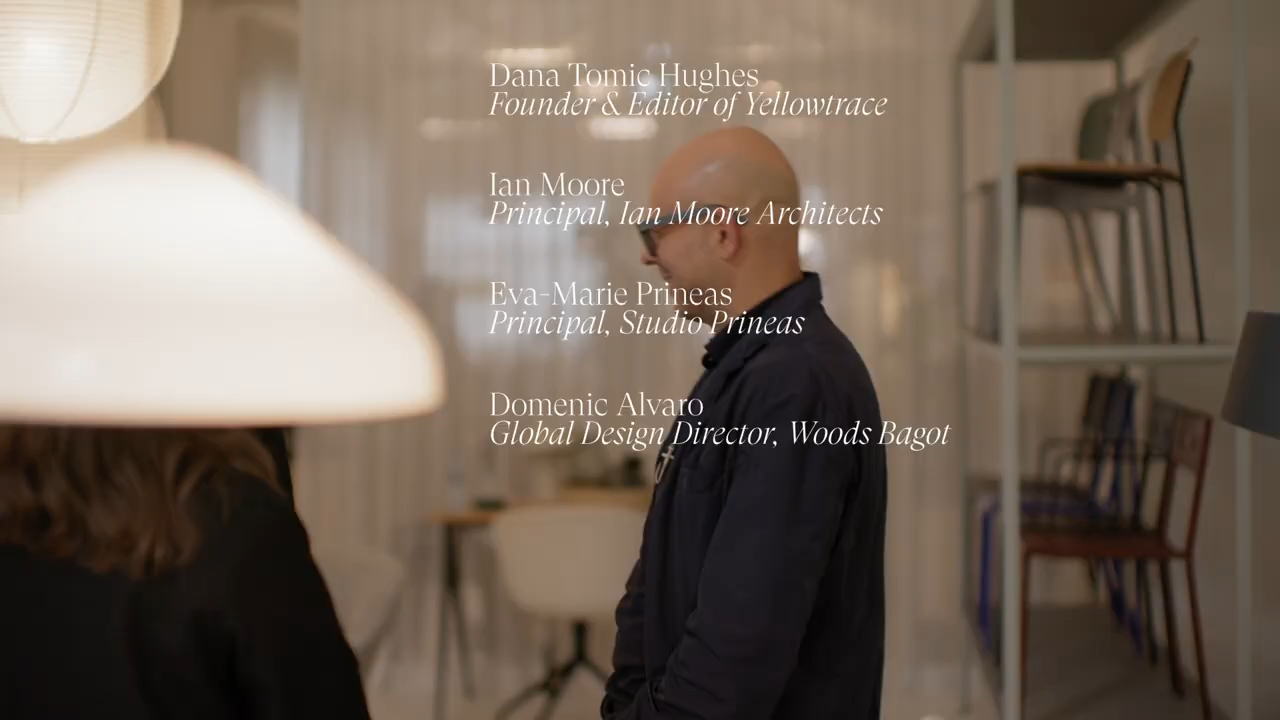 Dana Tomic Hughes
Founder & Editor of Yellowtrace
Ian Moore
Principal, Ian Moore Architects
Eva-Marie Prineas
Principal, Studio Prineas
Domenic Alvaro
Global Design Director, Woods Bagot